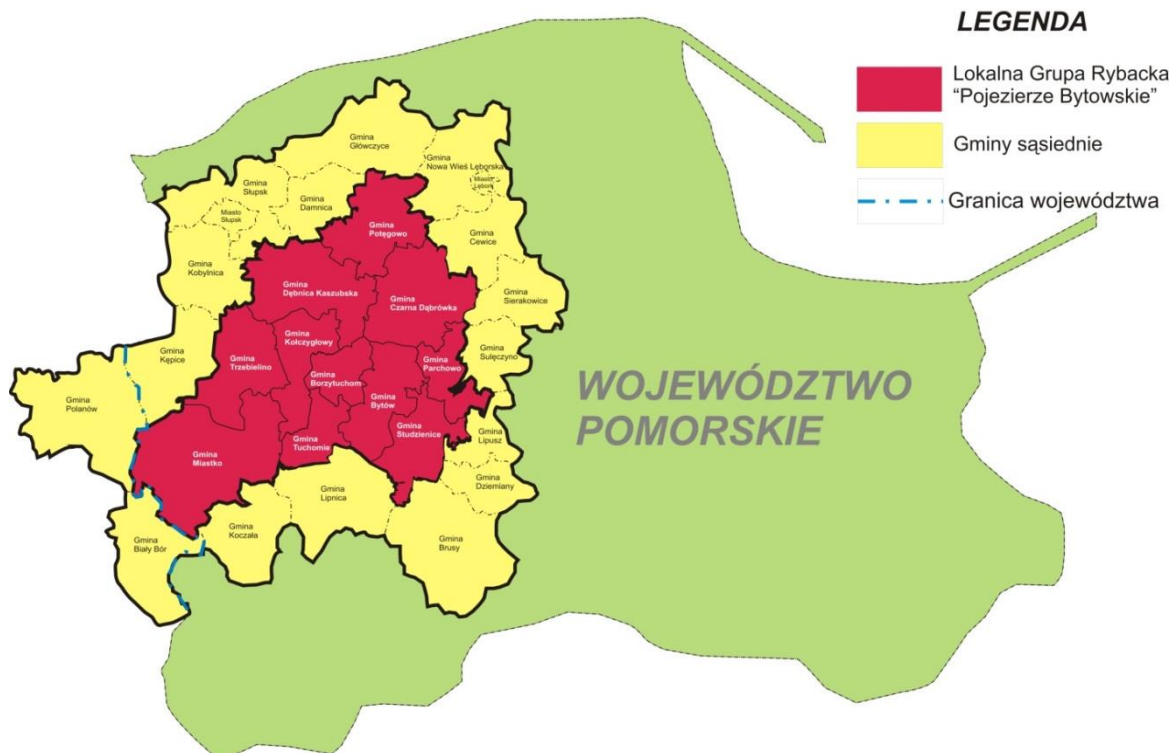 LEGENDA
Lokalna Grupa Rybacka
“Pojezierze Bytowskie”
Gminy sąsiednie
Granica województwa
Gmina
Główczyce
Gmina
Nowa Wieś Lęborska
Miasto
Lębork
Gmina
Słupsk
Gmina
Damnica
Miasto
Słupsk
Gmina
Potęgowo
Gmina
Cewice
Gmina
Kobylnica
Gmina
Dębnica Kaszubska
Gmina
Czarna Dąbrówka
Gmina
Sierakowice
Gmina
Kołczygłowy
Gmina
Sulęczyno
Gmina
Kępice
Gmina
Trzebielino
Gmina
Parchowo
Gmina
Borzytuchom
Gmina
Polanów
Gmina
Bytów
WOJEWÓDZTWO
POMORSKIE
Gmina
Studzienice
Gmina
Lipusz
Gmina
Tuchomie
Gmina
Miastko
Gmina
Dziemiany
Gmina
Lipnica
Gmina
Koczała
Gmina
Biały Bór
Gmina
Brusy